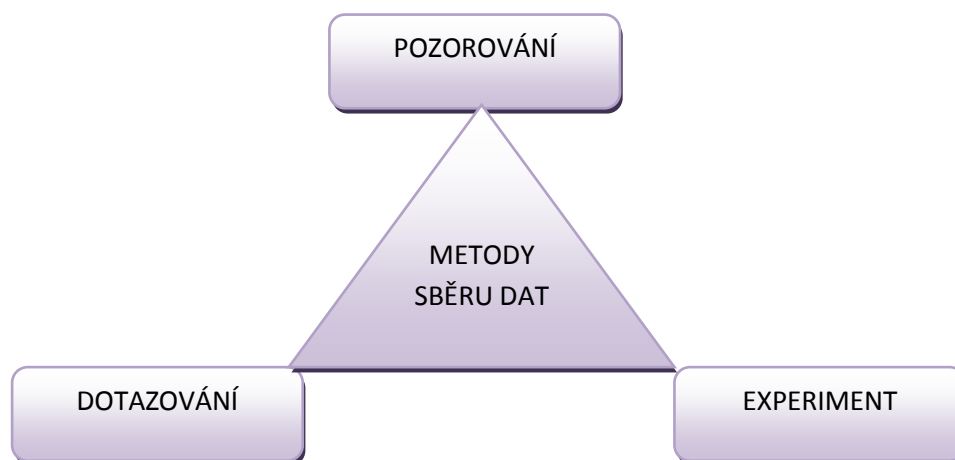 POZOROVÁNÍ
METODY
SBĚRU DAT
DOTAZOVÁNÍ
EXPERIMENT